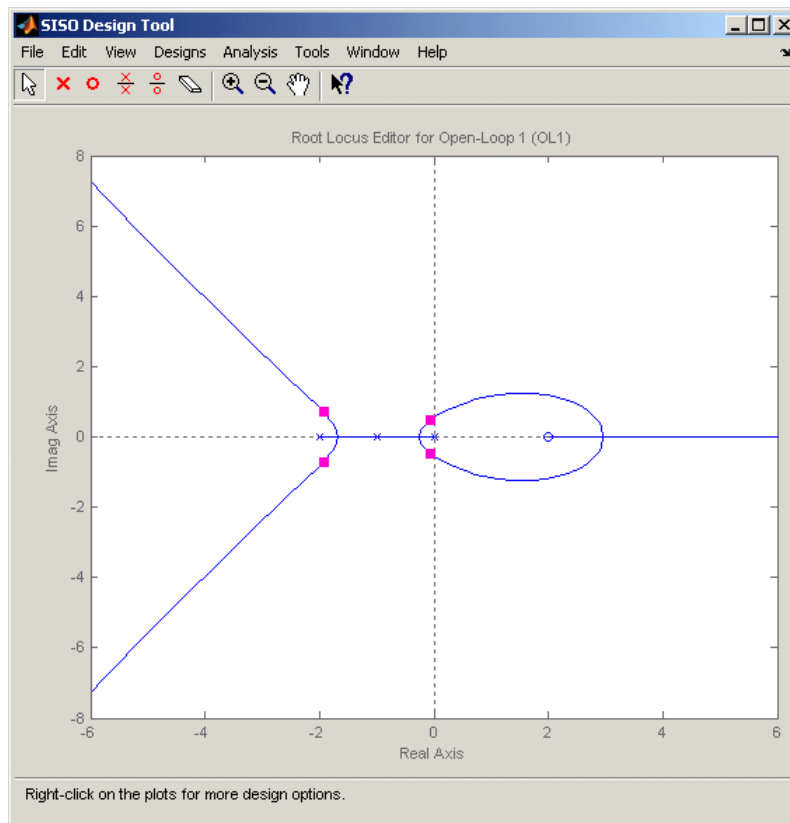 SISO Design Tool
File Edit View Designs Analysis Tools Window Help
Root Locus Editor for Open-Loop 1 (OL1)
8
6
4
2
0
-2
-4
-6
-8
Imag Axis
-6 -4 -2 0 2 4 6
Real Axis
Right-click on the plots for more design options.